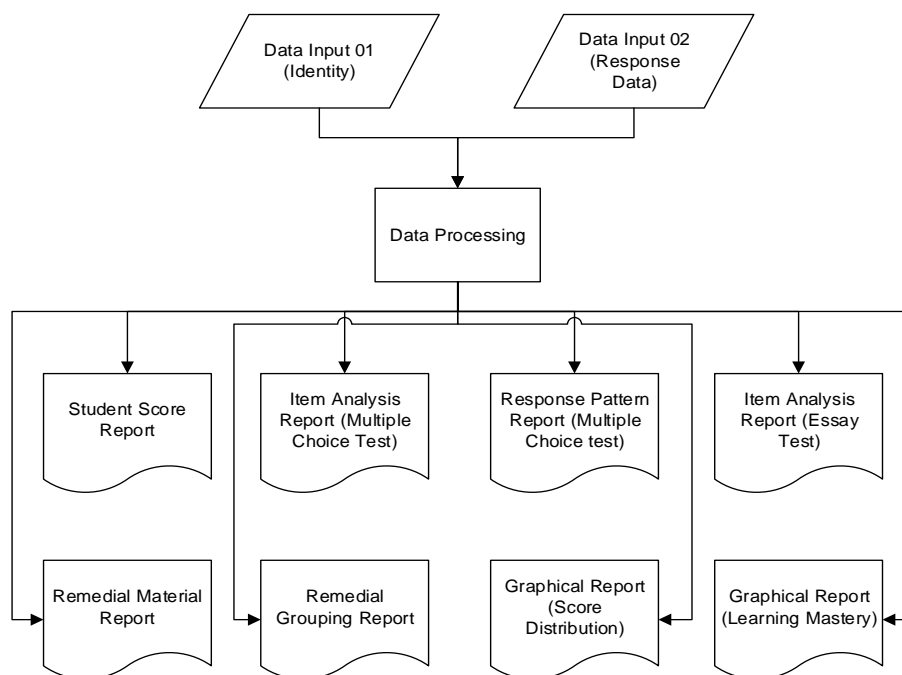 Data Input 01
(Identity)
Data Input 02
(Response
Data)
Data Processing
Student Score
Report
Item Analysis
Report (Multiple
Choice Test)
Response Pattern
Report (Multiple
Choice test)
Item Analysis
Report (Essay
Test)
Remedial Material
Report
Remedial
Grouping Report
Graphical Report
(Score
Distribution)
Graphical Report
(Learning Mastery)